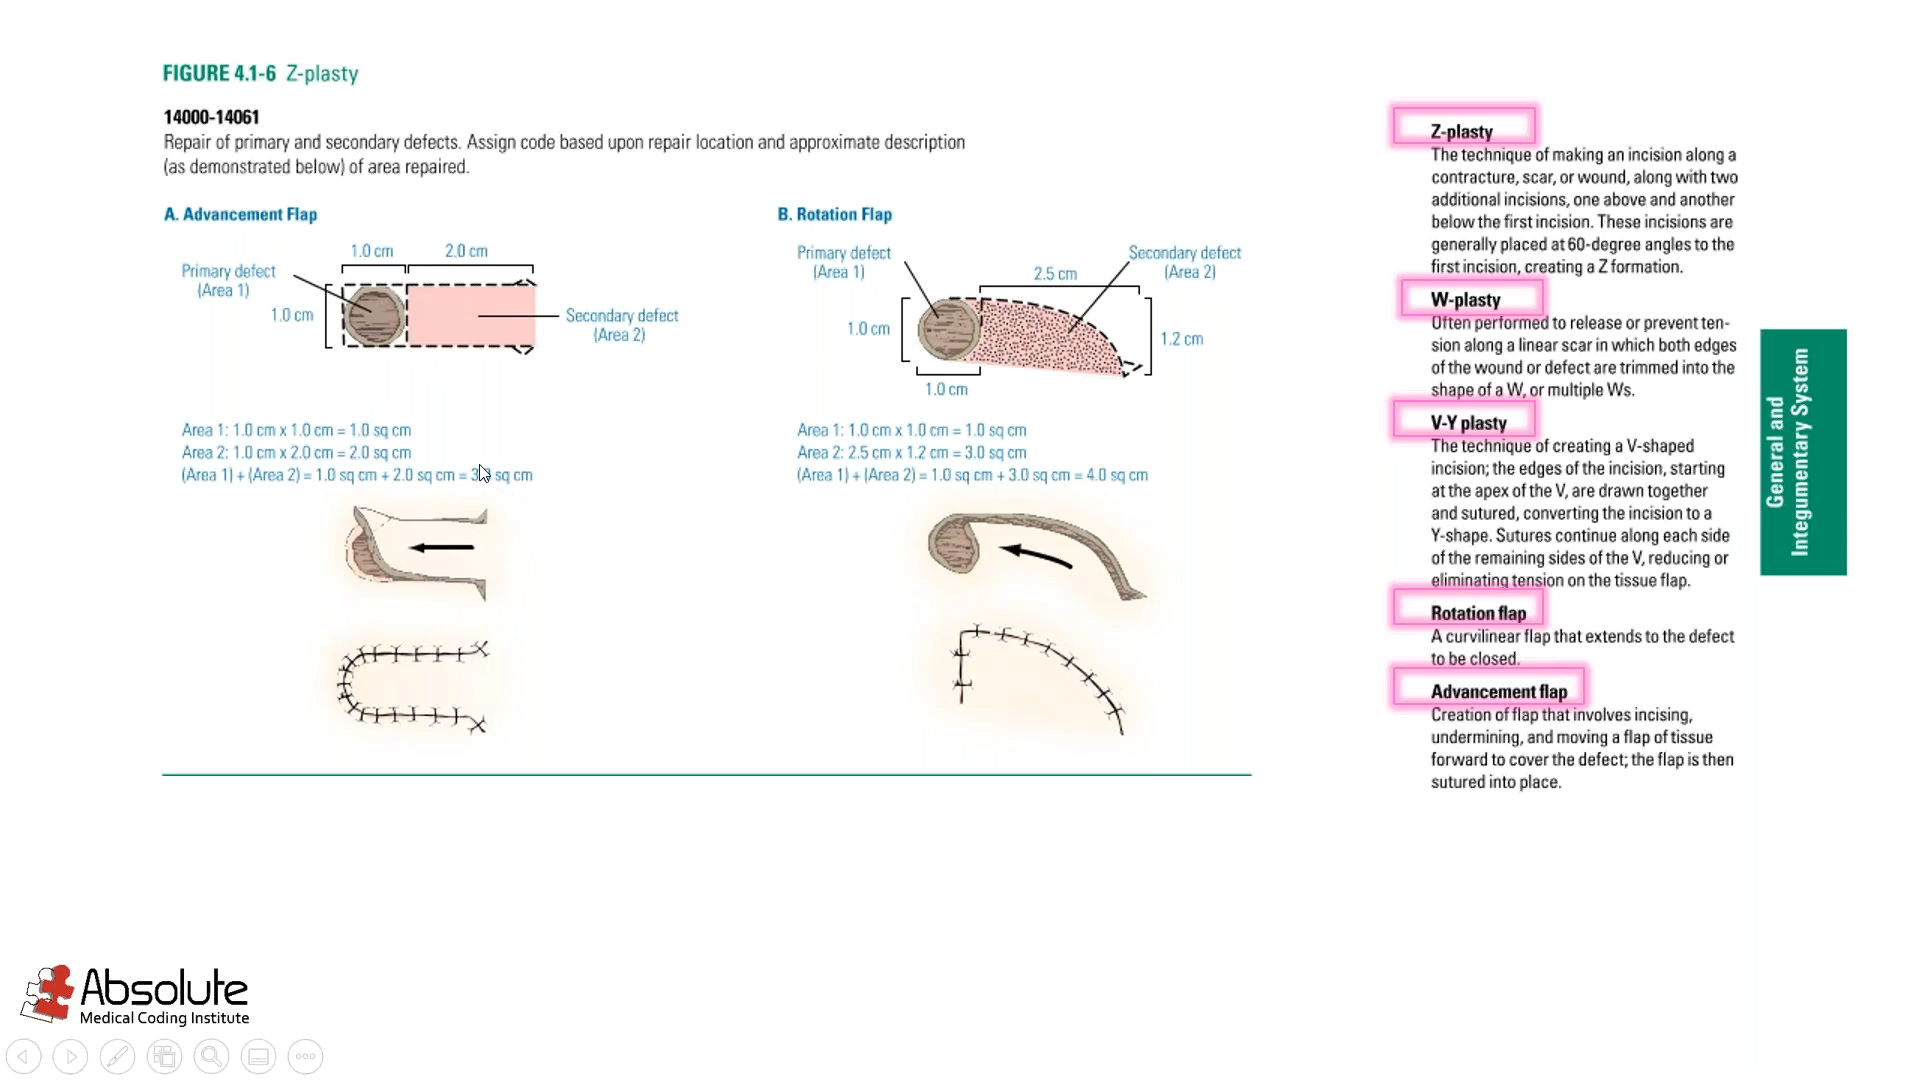 FIGURE 4.1-6 Z-plasty
14000-14061
Repair of primary and secondary defects. Assign code based upon repair location and approximate description
(as demonstrated below) of area repaired.
A. Advancement Flap
1.0 cm
2.0 cm
Primary defect
(Area 1)
1.0 cm
Secondary defect
(Area 2)
Area 1: 1.0 cm x 1.0 cm = 1.0 sq cm
Area 2: 1.0 cm x 2.0 cm = 2.0 sq cm
(Area 1) + (Area 2) = 1.0 sq cm + 2.0 sq cm = sq cm
B. Rotation Flap
Primary defect
(Area 1)
Secondary defect
(Area 2)
2.5 cm
1.0 cm
1.2 cm
1.0 cm
Area 1: 1.0 cm x 1.0 cm = 1.0 sq cm
Area 2: 2.5 cm x 1.2 cm = 3.0 sq cm
(Area 1) + (Area 2) = 1.0 sq cm + 3.0 sq cm = 4.0 sq cm
Z-plasty
The technique of making an incision along a
contracture, scar, or wound, along with two
additional incisions, one above and another
below the first incision. These incisions are
generally placed at 60-degree angles to the
first incision, creating a Z formation.
W-plasty
Often performed to release or prevent ten-
sion along a linear scar in which both edges
of the wound or defect are trimmed into the
shape of a W, or multiple Ws.
V-Y plasty
The technique of creating a V-shaped
incision; the edges of the incision, starting
at the apex of the V, are drawn together
and sutured, converting the incision to a
Y-shape. Sutures continue along each side
of the remaining sides of the V, reducing or
eliminating tension on the tissue flap.
Rotation flap
A curvilinear flap that extends to the defect
to be closed.
Advancement flap
Creation of flap that involves incising,
undermining, and moving a flap of tissue
forward to cover the defect; the flap is then
sutured into place.
General and
Integumentary System
Absolute
Medical Coding Institute